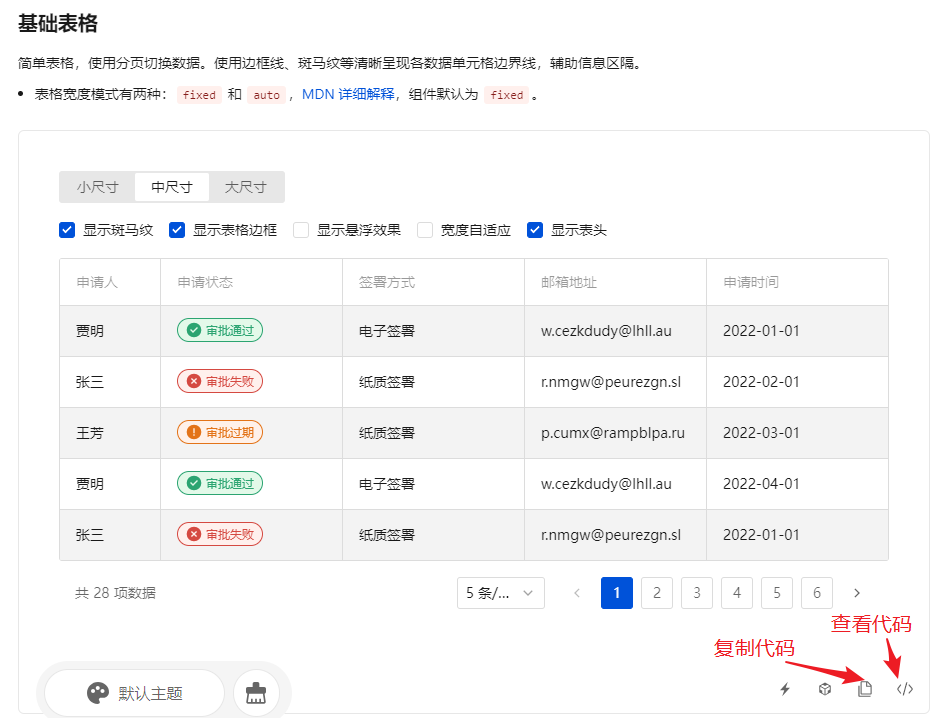 基础表格
简单表格，使用分页切换数据。使用边框线、斑马纹等清晰呈现各数据单元格边界线，辅助信息区隔。
• 表格宽度模式有两种： fixed 和 auto ，MDN 详细解释，组件默认为 fixed 。
小尺寸 中尺寸 大尺寸
显示斑马纹 显示表格边框 显示悬浮效果 宽度自适应 显示表头
申请人 申请状态 签署方式 邮箱地址 申请时间
贾明 审批通过 电子签署 w.cezkdudy@lhll.au 2022-01-01
张三 审批失败 纸质签署 r.nmgw@peurezgn.sl 2022-02-01
王芳 审批过期 纸质签署 p.cumx@rampblpa.ru 2022-03-01
贾明 审批通过 电子签署 w.cezkdudy@lhll.au 2022-04-01
张三 审批失败 纸质签署 r.nmgw@peurezgn.sl 2022-01-01
共 28 项数据 5 条/... 1 2 3 4 5 6
查看代码
复制代码
默认主题